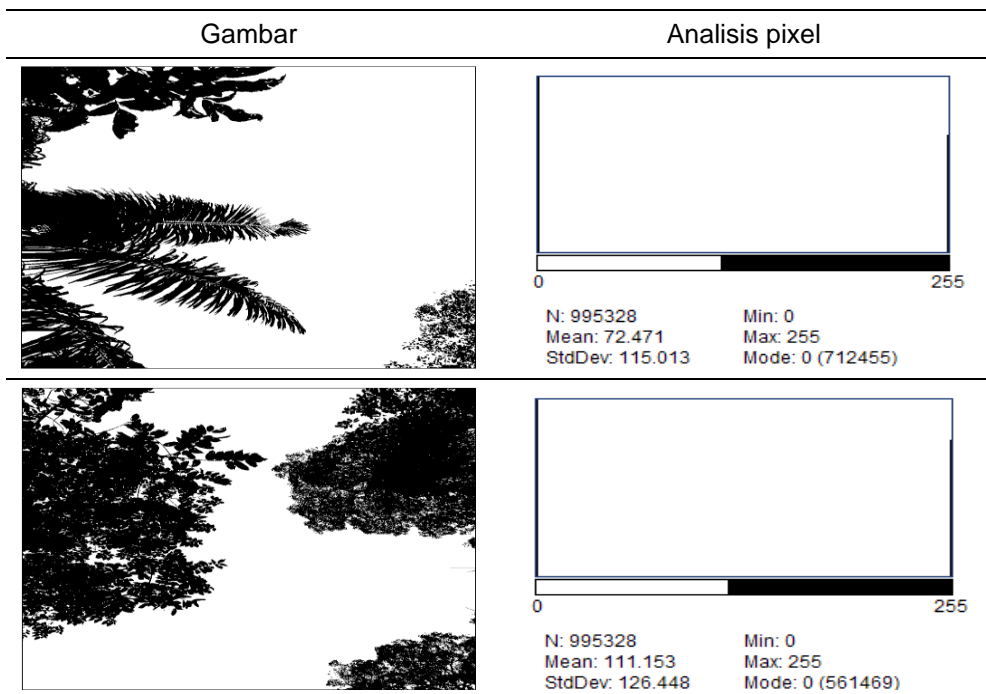 Gambar Analisis pixel
0 255
N: 995328 Min: 0
Mean: 72.471 Max: 255
StdDev: 115.013 Mode: 0 (712455)
0 255
N: 995328 Min: 0
Mean: 111.153 Max: 255
StdDev: 126.448 Mode: 0 (561469)